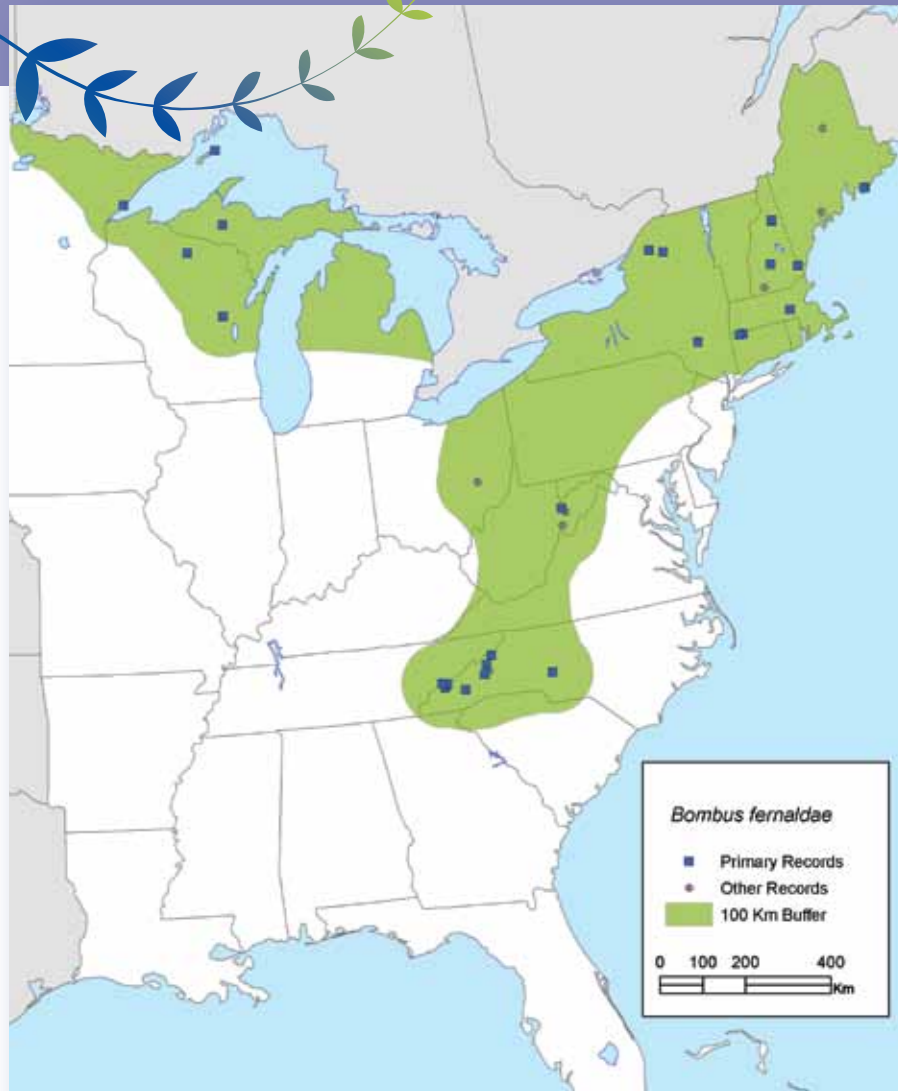 Bombus fernaldae
Primary Records
Other Records
100 Km Buffer
0 100 200 400
Km